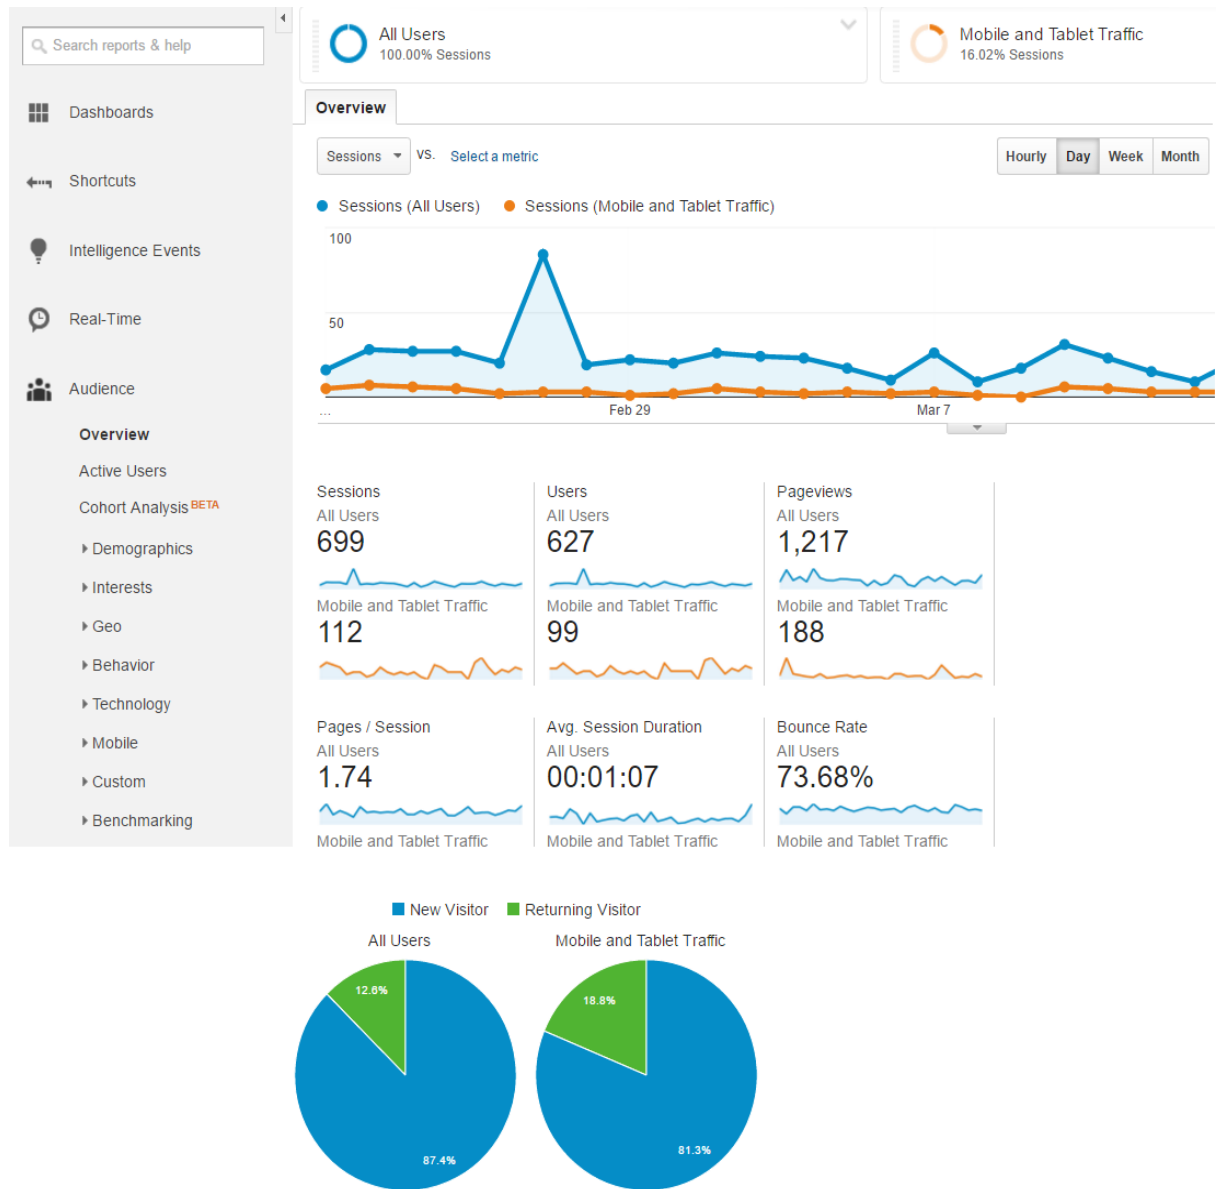 Search reports & help
Dashboards
Shortcuts
Intelligence Events
Real-Time
Audience
Overview
Active Users
Cohort Analysis BETA
Demographics
Interests
Geo
Behavior
Technology
Mobile
Custom
Benchmarking
All Users
100.00% Sessions
Mobile and Tablet Traffic
16.02% Sessions
Overview
Sessions VS. Select a metric
Hourly Day Week Month
Sessions (All Users) Sessions (Mobile and Tablet Traffic)
100
50
... Feb 29 Mar 7
Sessions
All Users
699
Mobile and Tablet Traffic
112
Users
All Users
627
Mobile and Tablet Traffic
99
Pageviews
All Users
1,217
Mobile and Tablet Traffic
188
Pages / Session
All Users
1.74
Mobile and Tablet Traffic
Avg. Session Duration
All Users
00:01:07
Mobile and Tablet Traffic
Bounce Rate
All Users
73.68%
Mobile and Tablet Traffic
New Visitor Returning Visitor
All Users
12.6%
87.4%
Mobile and Tablet Traffic
18.8%
81.3%